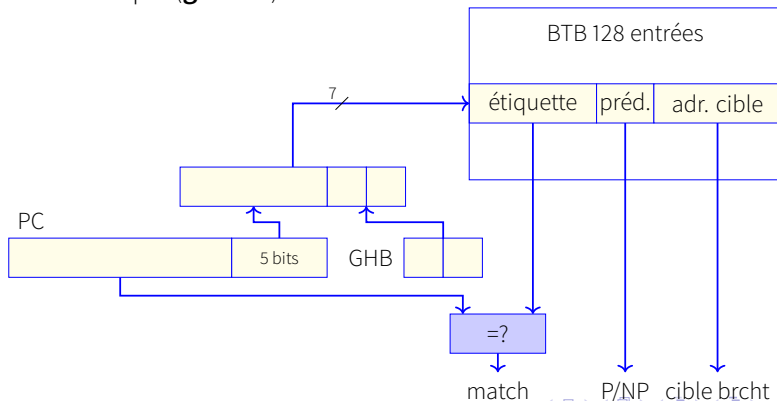 BTB 128 entrées
7
étiquette préd. adr. cible
PC
5 bits GHB
=?
match P/NP cible brcht